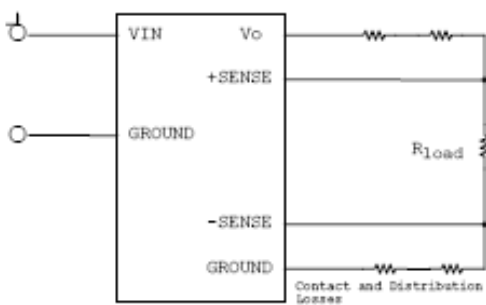 VIN
Vo
+SENSE
GROUND
Rload
-SENSE
GROUND
Contact and Distribution
Losses